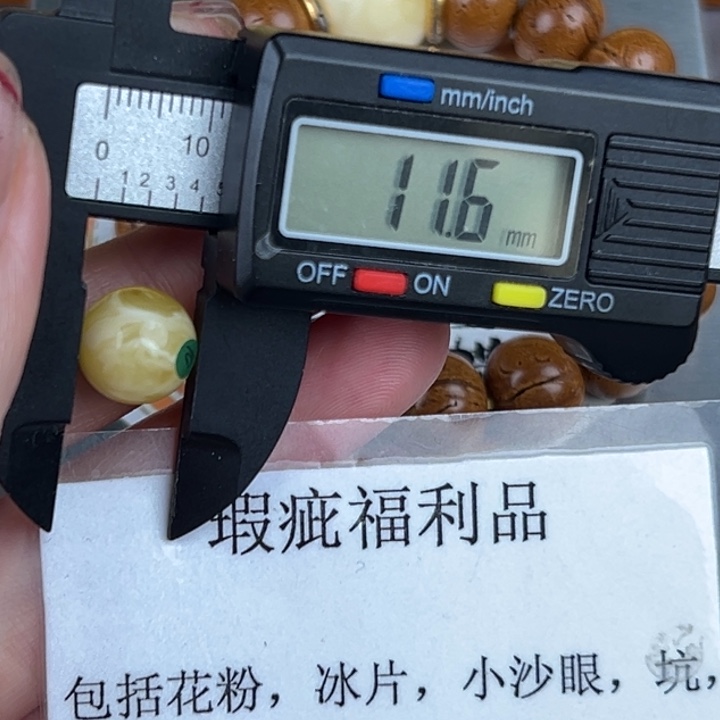 mm/inch
0 10
1 2 3 4 5
11.6 mm
OFF ON ZERO
瑕疵福利品
包括花粉，冰片，小沙眼，坑，